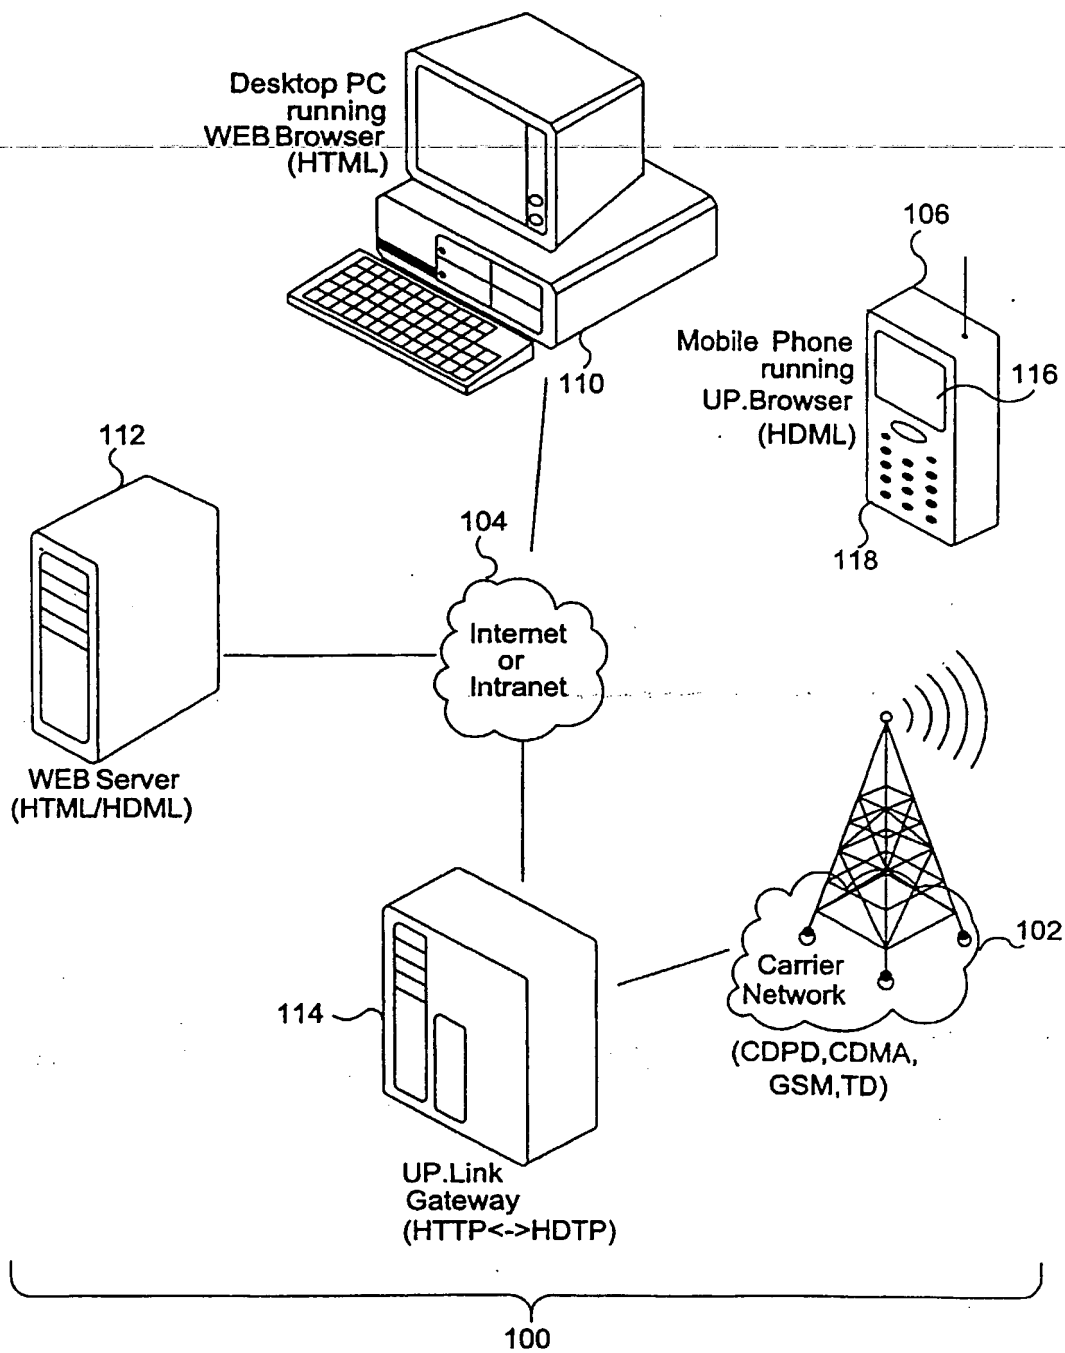 Desktop PC
running
WEB Browser
(HTML)
110
106
Mobile Phone
running
UP.Browser
(HDML)
116
118
112
WEB Server
(HTML/HDML)
104
Internet
or
Intranet
102
Carrier
Network
(CDPD,CDMA,
GSM,TD)
114
UP.Link
Gateway
(HTTP<->HDTP)
100